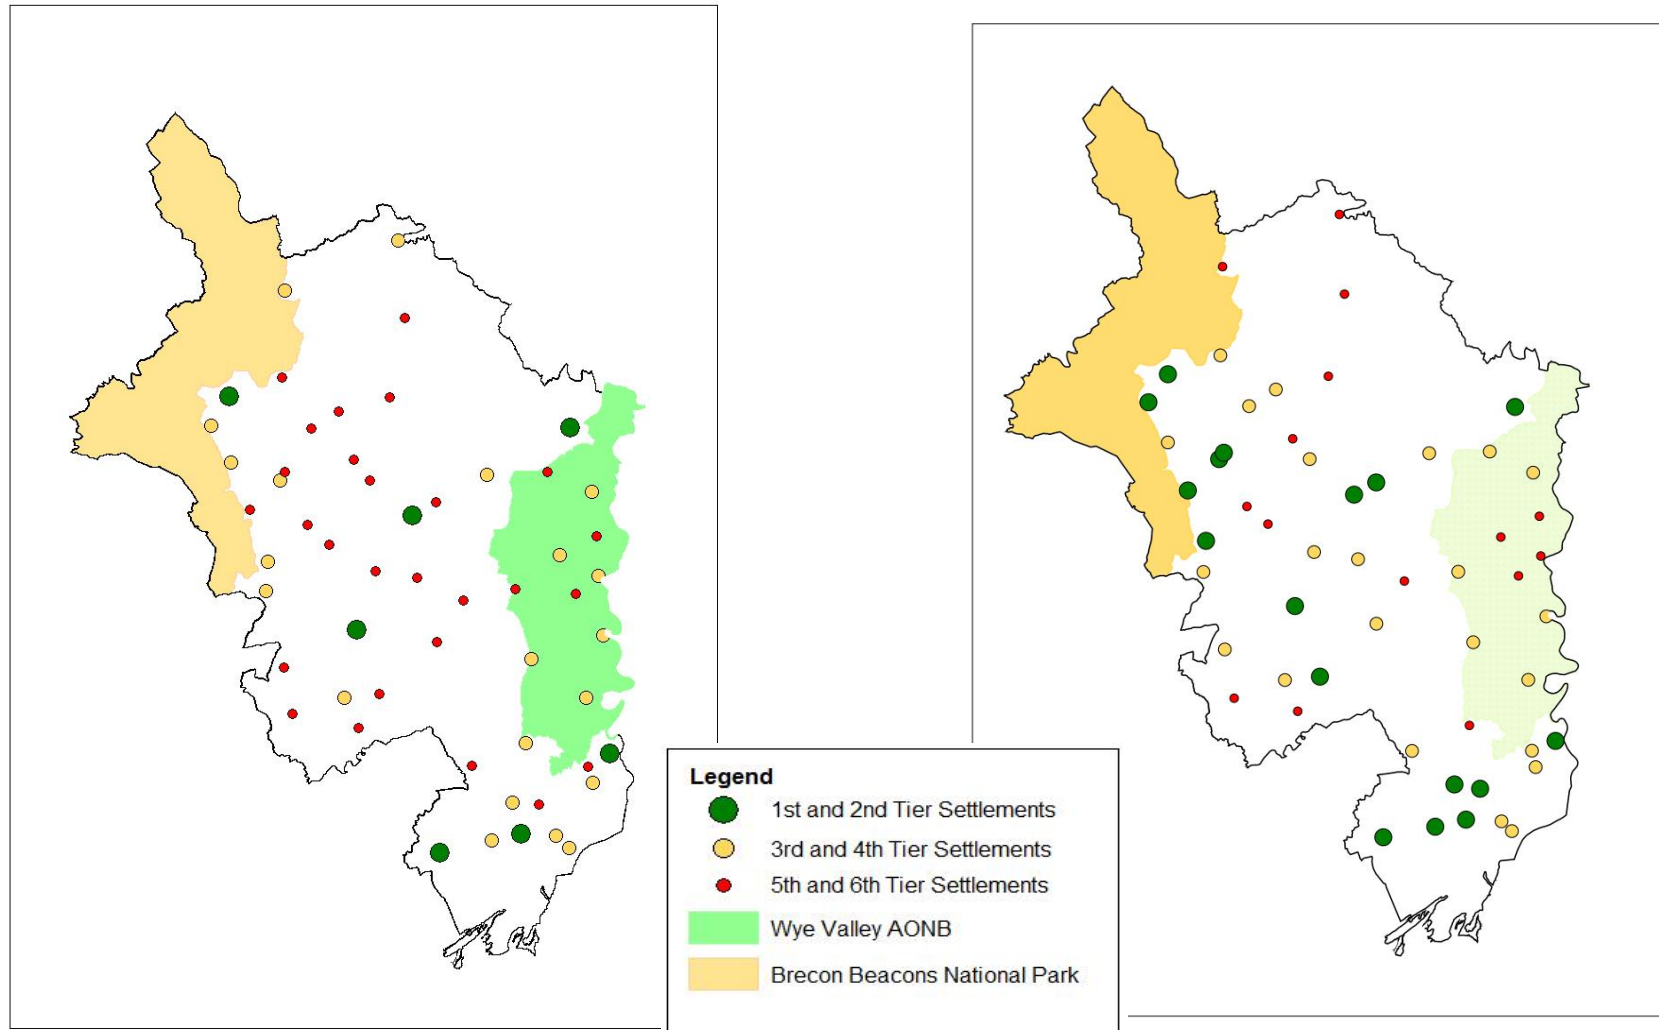 Legend
1st and 2nd Tier Settlements
3rd and 4th Tier Settlements
5th and 6th Tier Settlements
Wye Valley AONB
Brecon Beacons National Park